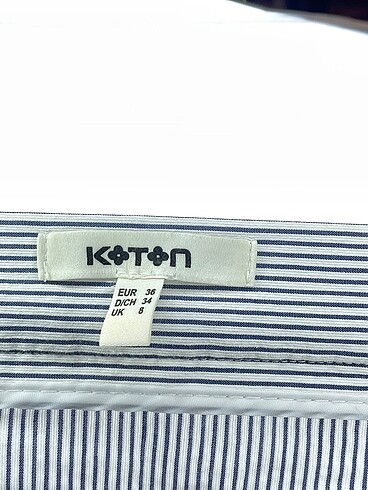 KOTON
EUR 36
D/CH 34
UK 8